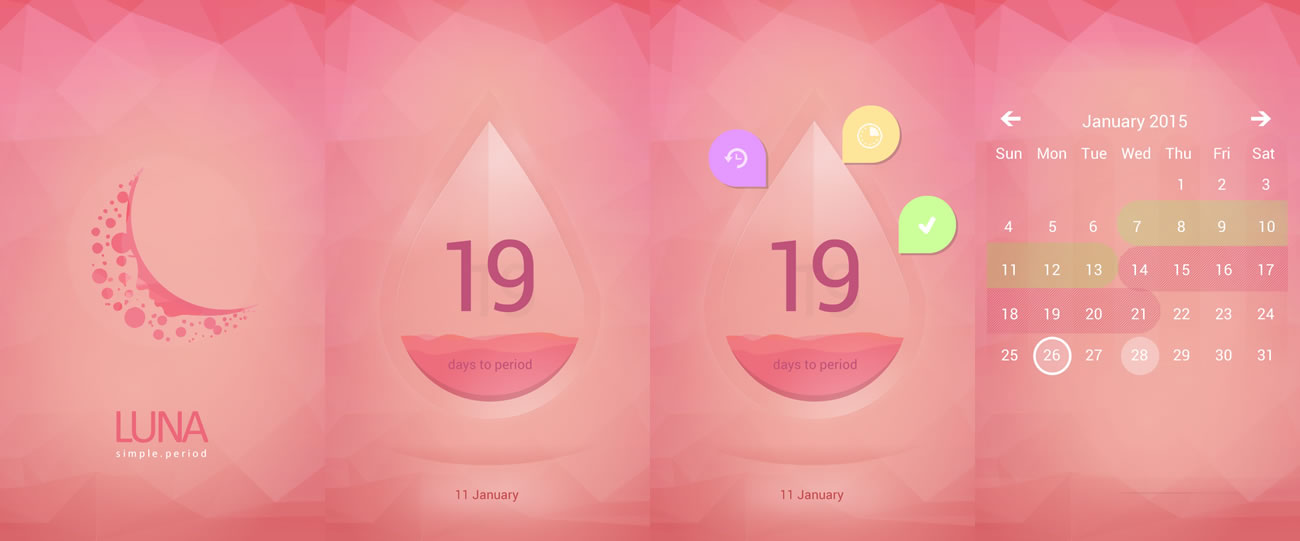 LUNA
simple.period
19
days to period
11 January
19
days to period
11 January
January 2015
Sun Mon Tue Wed Thu Fri Sat
1 2 3
4 5 6 7 8 9 10
11 12 13 14 15 16 17
18 19 20 21 22 23 24
25 26 27 28 29 30 31